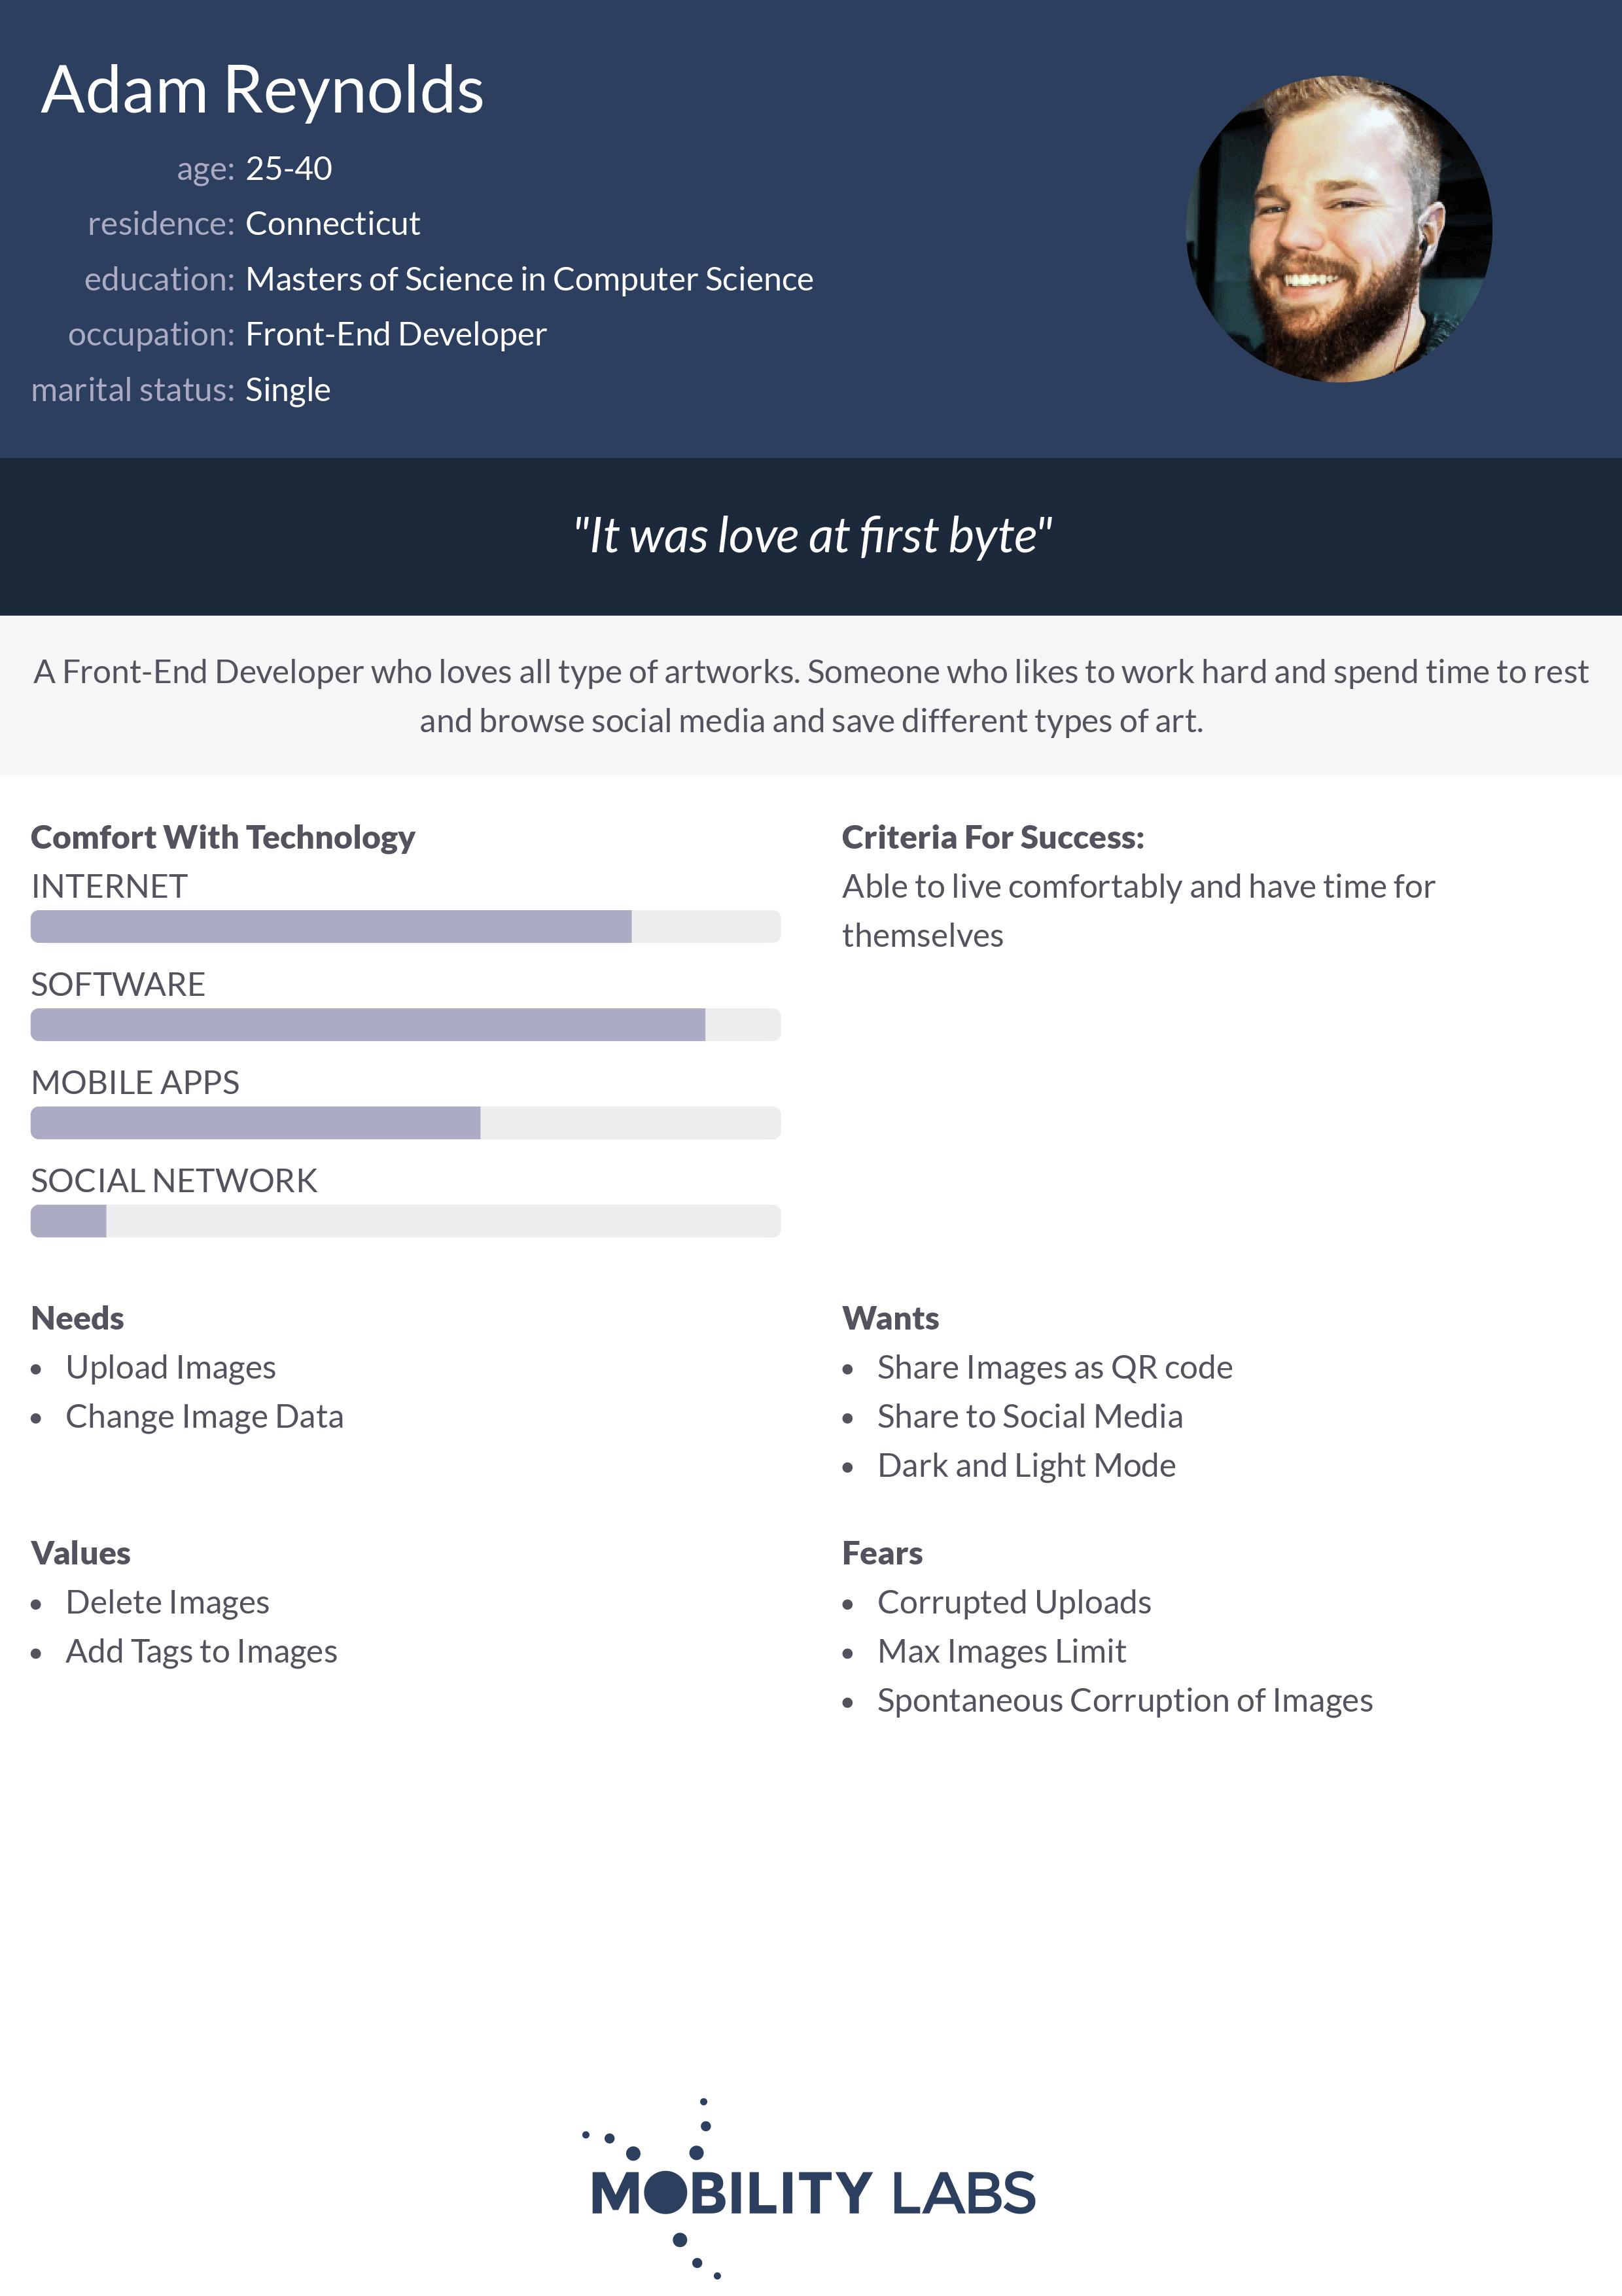 Adam Reynolds
age: 25-40
residence: Connecticut
education: Masters of Science in Computer Science
occupation: Front-End Developer
marital status: Single
"It was love at first byte"
A Front-End Developer who loves all type of artworks. Someone who likes to work hard and spend time to rest
and browse social media and save different types of art.
Comfort With Technology
INTERNET
SOFTWARE
MOBILE APPS
SOCIAL NETWORK
Criteria For Success:
Able to live comfortably and have time for
themselves
Needs
• Upload Images
• Change Image Data
Wants
• Share Images as QR code
• Share to Social Media
• Dark and Light Mode
Values
• Delete Images
• Add Tags to Images
Fears
• Corrupted Uploads
• Max Images Limit
• Spontaneous Corruption of Images
MOBILITY LABS